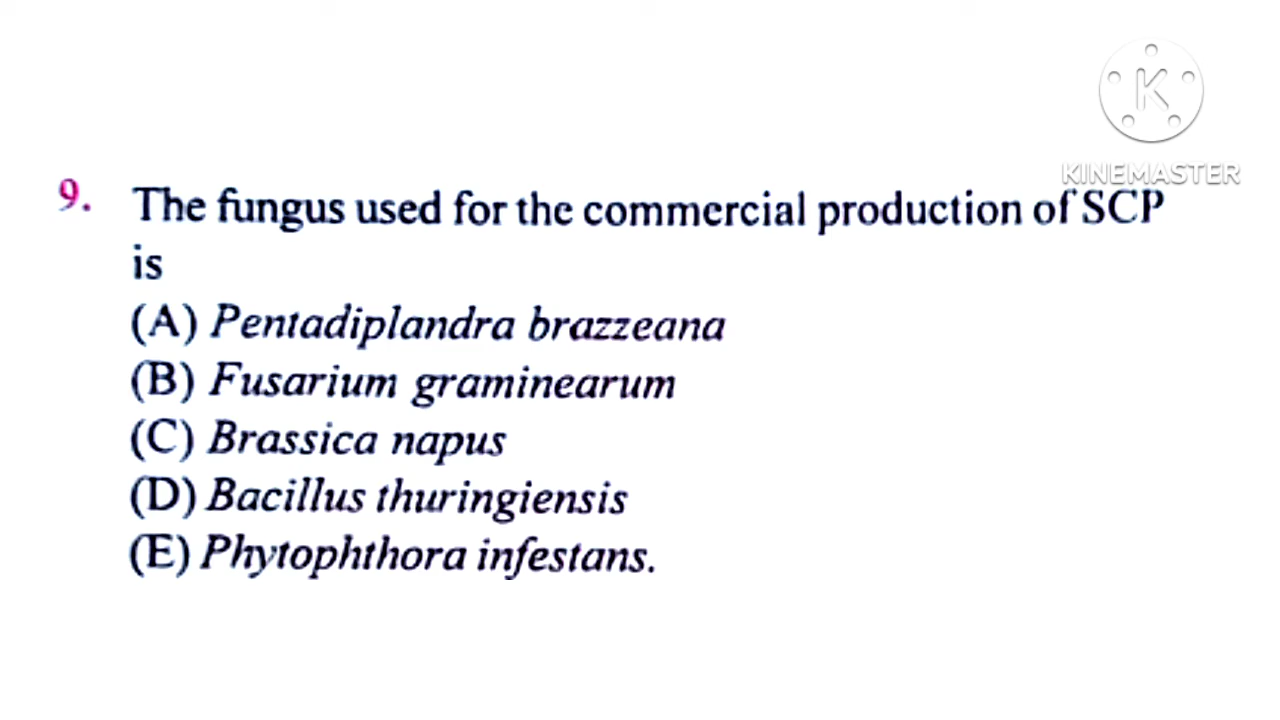 K
KINEMASTER
9. The fungus used for the commercial production of SCP
is
(A) Pentadiplandra brazzeana
(B) Fusarium graminearum
(C) Brassica napus
(D) Bacillus thuringiensis
(E) Phytophthora infestans.